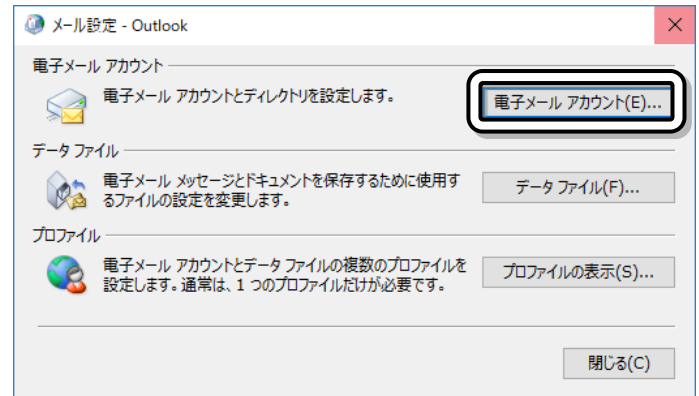 メール設定 - Outlook
電子メール アカウント
電子メール アカウントとディレクトリを設定します。
電子メール アカウント(E)...
データ ファイル
電子メール メッセージとドキュメントを保存するために使用す
るファイルの設定を変更します。
データ ファイル(F)...
プロファイル
電子メール アカウントとデータ ファイルの複数のプロファイルを
設定します。通常は、1 つのプロファイルだけが必要です。
プロファイルの表示(S)...
閉じる(C)